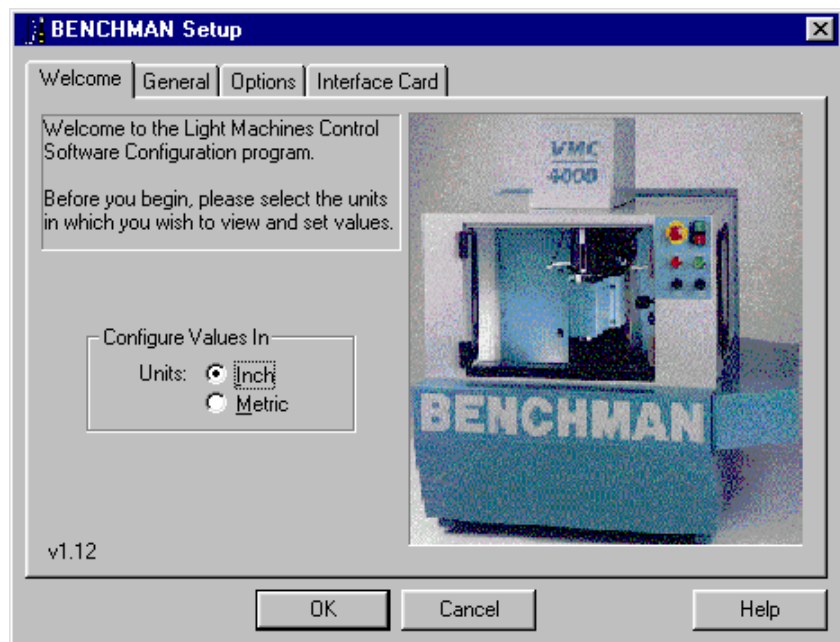 BENCHMAN Setup
Welcome
General
Options
Interface Card
Welcome to the Light Machines Control
Software Configuration program.
Before you begin, please select the units
in which you wish to view and set values.
VMC
4000
BENCHMAN
Configure Values In
Units:
Inch
Metric
v1.12
OK
Cancel
Help